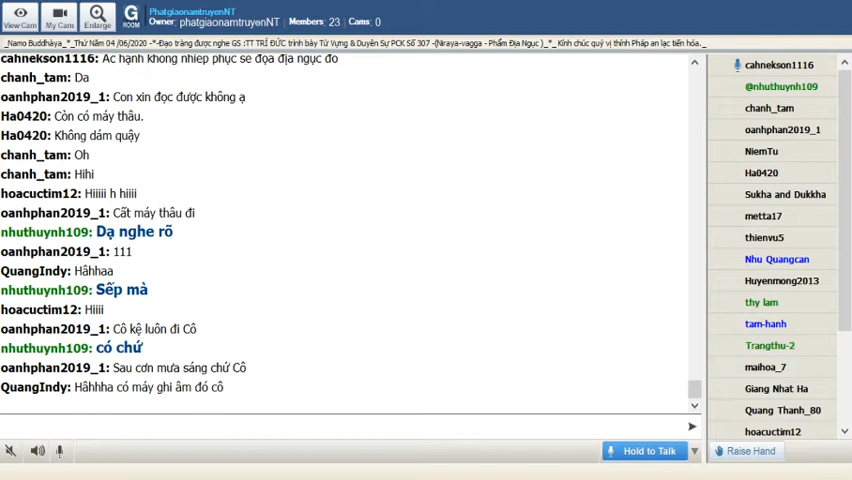 View Cam
My Cam
Enlarge
G
ROOM
PhatgiaonamtruyenNT
Owner: phatgiaonamtruyenNT Members: 23 Cams: 0
_Namo Buddhàya_*_Thứ Năm 04 /06/2020 -*-Đạo tràng được nghe GS :TT TRÍ ĐỨC trình bày Từ Vựng & Duyên Sự PCK Số 307 -(Niraya-vagga - Phẩm Địa Ngục )_*_ Kính chúc quý vị thính Pháp an lạc tiến hóa._
cahnekson1116: Ác hạnh không nhiep phục se đọa địa ngục đo
chanh_tam: Da
oanhphan2019_1: Con xin đọc được không ạ
Ha0420: Còn có máy thâu.
Ha0420: Không dám quậy
chanh_tam: Oh
chanh_tam: Hihi
hoacuctim12: Hiiiii h hiiii
oanhphan2019_1: Cất máy thâu đi
nhuthuynh109: Dạ nghe rõ
oanhphan2019_1: 111
QuangIndy: Hâhhaa
nhuthuynh109: Sếp mà
hoacuctim12: Hiiii
oanhphan2019_1: Cô kệ luôn đi Cô
nhuthuynh109: có chứ
oanhphan2019_1: Sau cơn mưa sáng chứ Cô
QuangIndy: Hâhhha có máy ghi âm đó cô
Hold to Talk
cahnekson1116
@nhuthuynh109
chanh_tam
oanhphan2019_1
NiemTu
Ha0420
Sukha and Dukkha
metta17
thienvu5
Nhu Quangcan
Huyenmong2013
thy lam
tam-hanh
Trangthu-2
maihoa_7
Giang Nhat Ha
Quang Thanh_80
hoacuctim12
Raise Hand